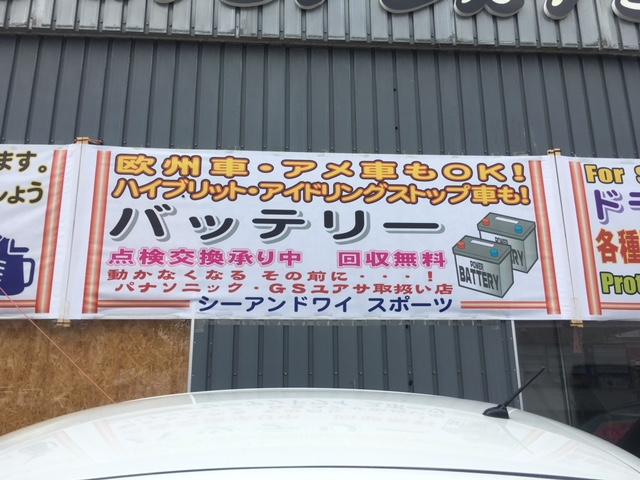 欧州車・アメ車もOK!
ハイブリット・アイドリングストップ車も!
バッテリー
点検交換承り中 回収無料
動かなくなる その前に・・・!
パナソニック・GSユアサ取扱い店
シーアンドワイ スポーツ
POWER
BATTERY
POWER
BATTERY
ます。
しょう
For S
ド
各種
Prot